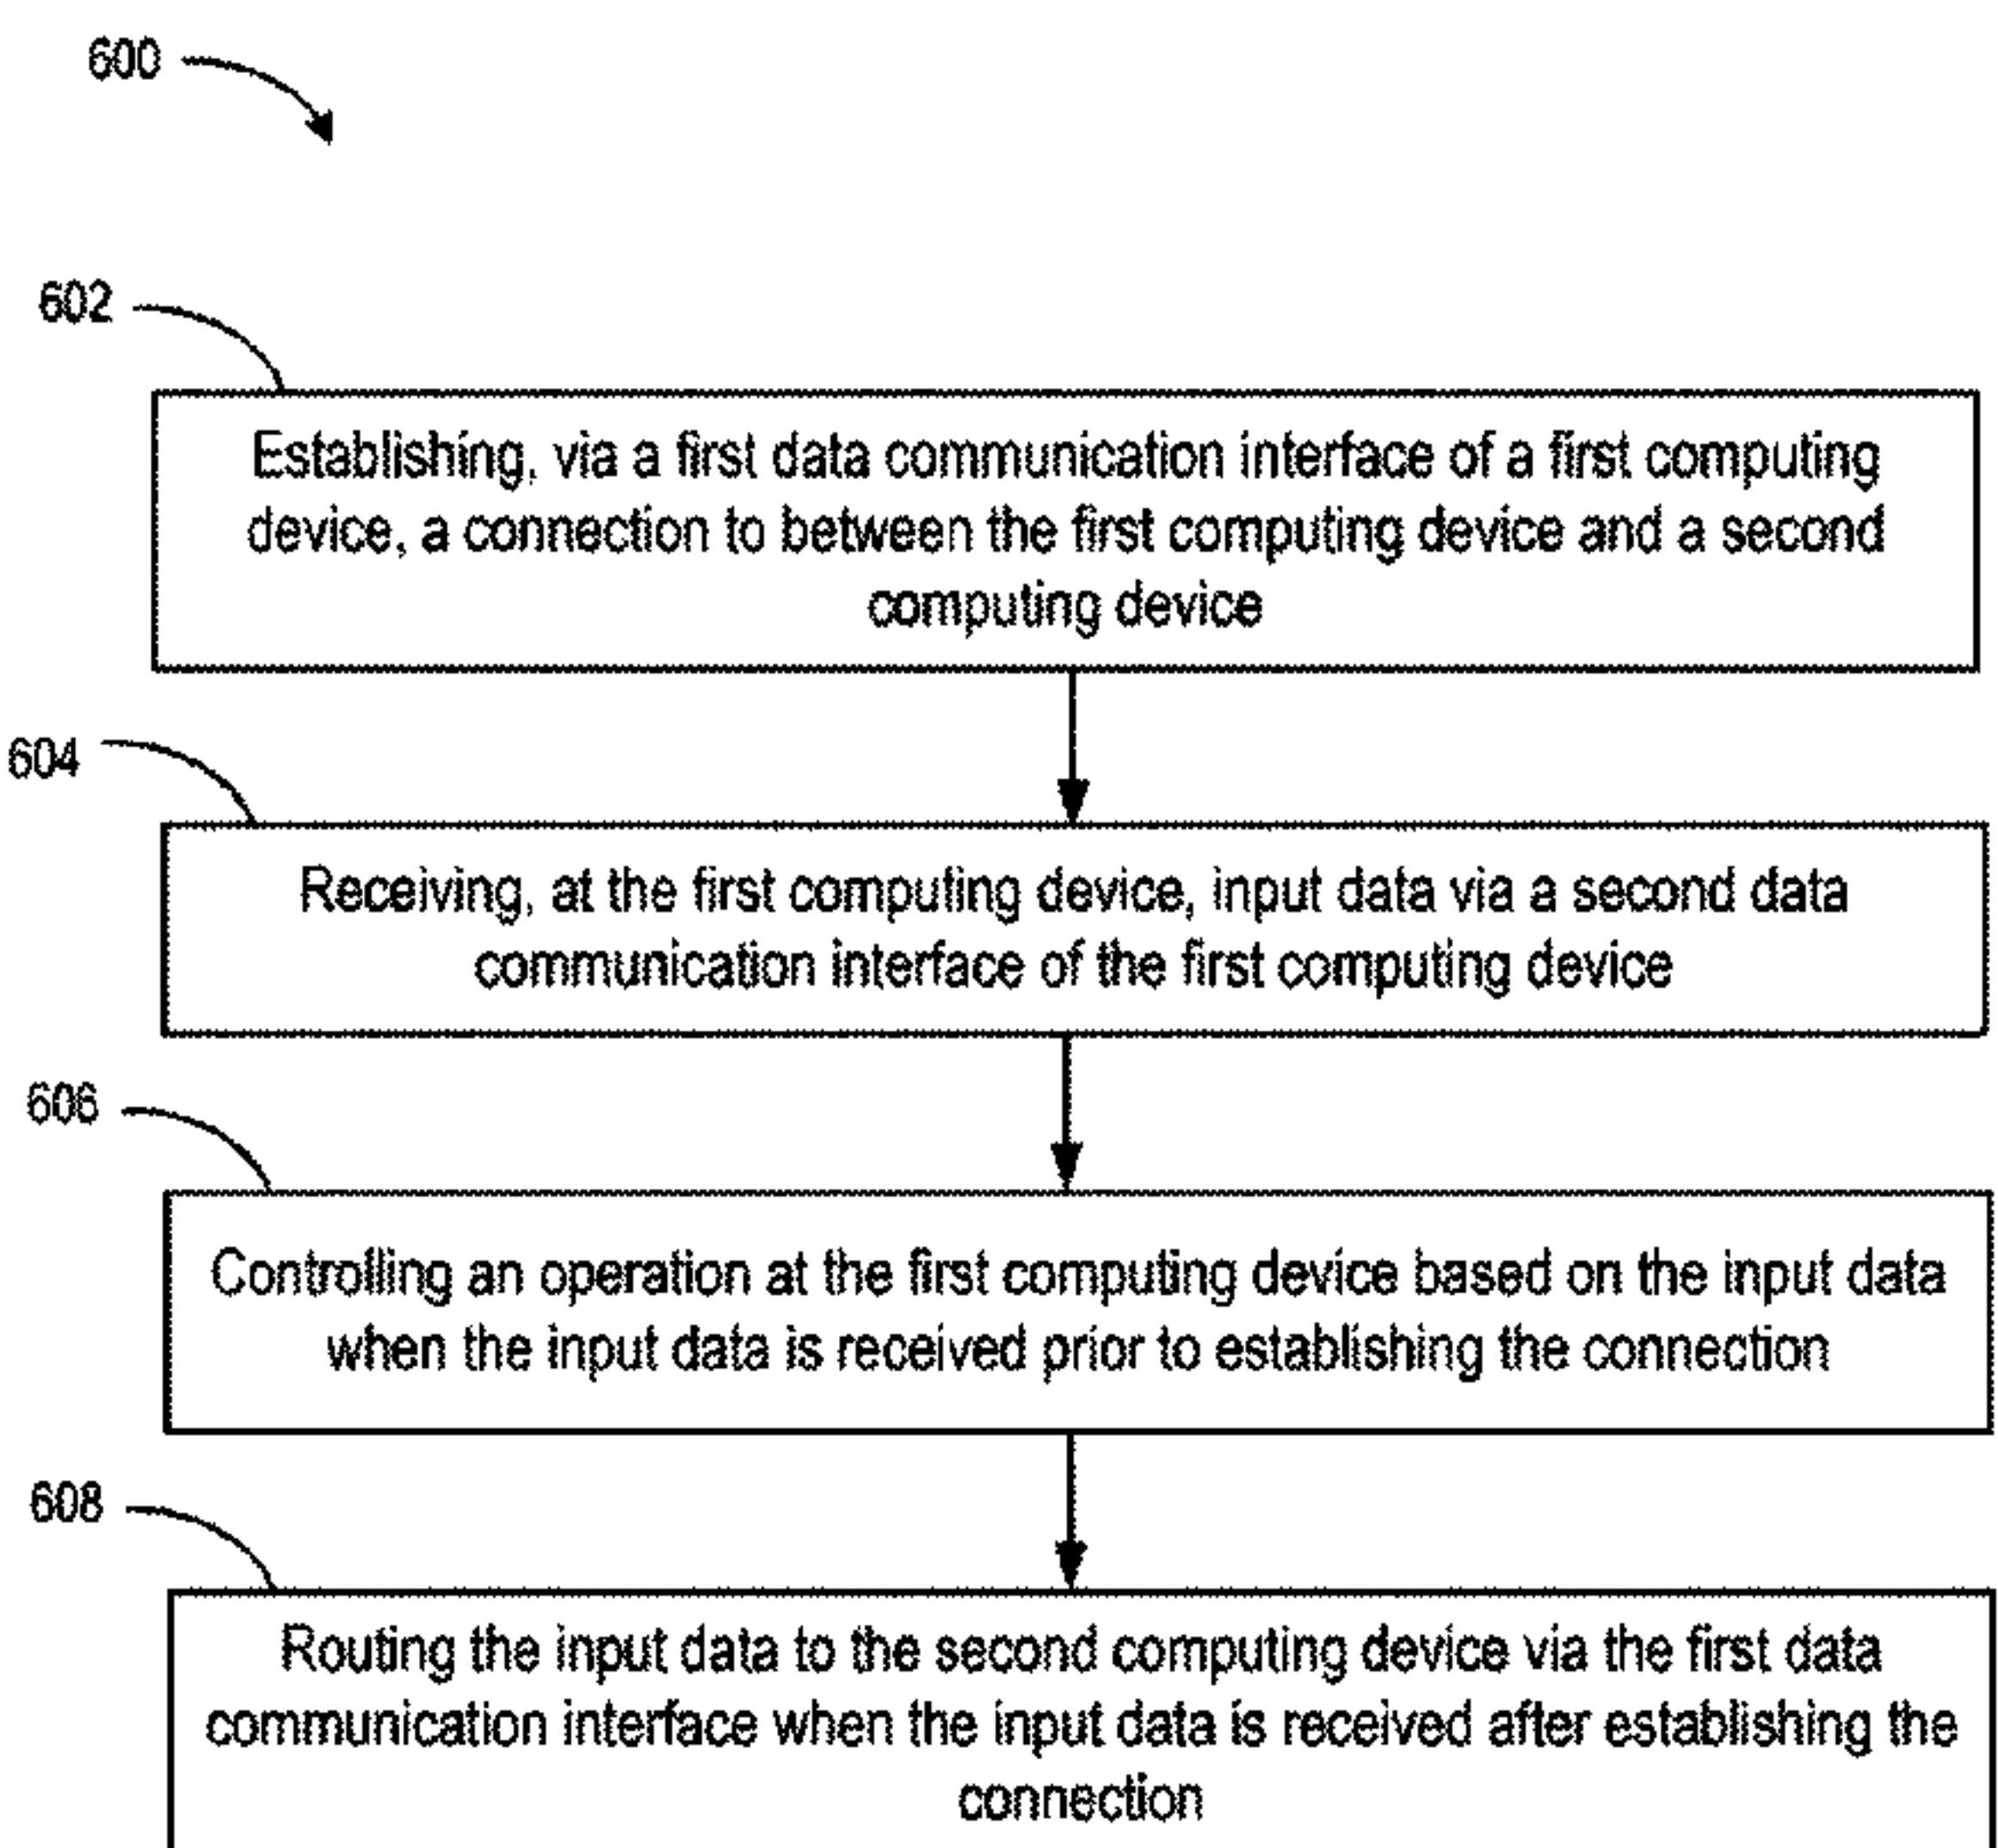 600
602
Establishing, via a first data communication interface of a first computing
device, a connection to between the first computing device and a second
computing device
604
Receiving, at the first computing device, input data via a second data
communication interface of the first computing device
606
Controlling an operation at the first computing device based on the input data
when the input data is received prior to establishing the connection
608
Routing the input data to the second computing device via the first data
communication interface when the input data is received after establishing the
connection